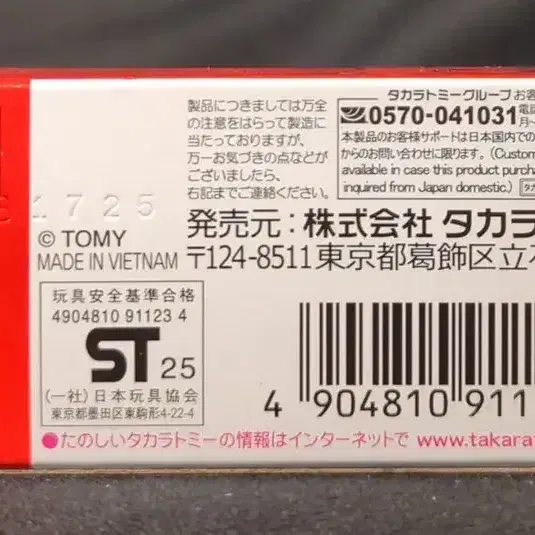 製品につきましては万全
の注意をはらって製造に
当たっておりますが、
万一お気づきの点などが
ございましたら、
右記までご連絡ください。
タカラトミーグループ お客
0570-041031 電話
月~
本製品のお客様サポートは日本国内での
からのお問い合わせに限ります。(Custom
available in case this product purcha
inquired from Japan domestic.)
1725
© TOMY
MADE IN VIETNAM
発売元:株式会社 タカラ
〒124-8511 東京都葛飾区立
玩具安全基準合格
4904810 91123 4
ST 25
(一社)日本玩具協会
東京都墨田区東駒形4-22-4
4 904810 911
●たのしいタカラトミーの情報はインターネットで www.takara